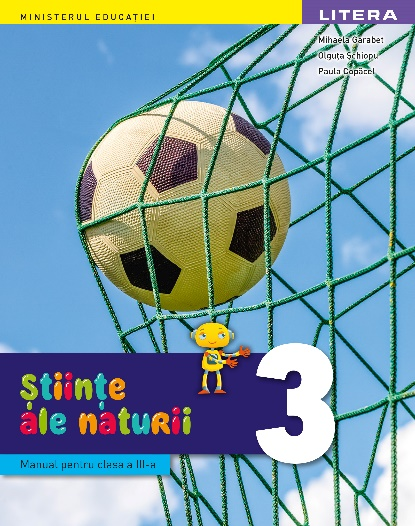 MINISTERUL EDUCAȚIEI
LITERA
Mihaela Garabet
Olguța Șchiopu
Paula Copăcel
Științe
ale naturii
3
Manual pentru clasa a III-a